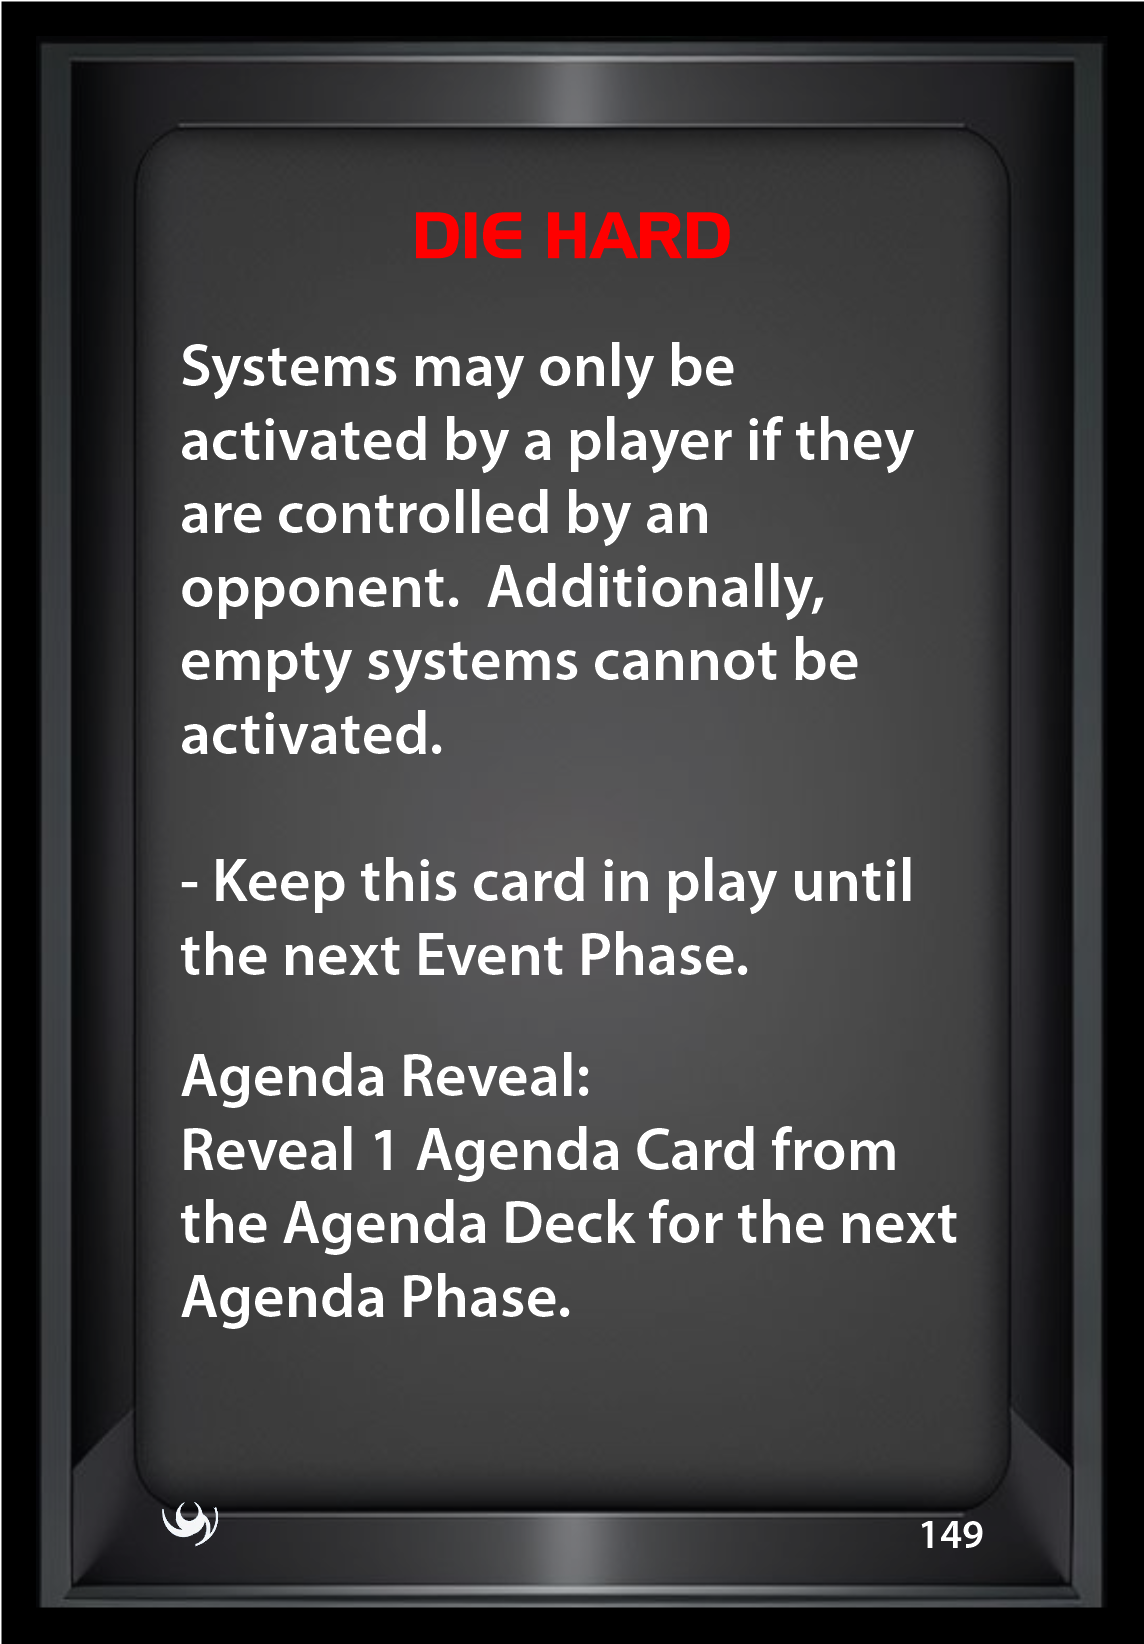 DIE HARD
Systems may only be
activated by a player if they
are controlled by an
opponent.  Additionally,
empty systems cannot be
activated.
- Keep this card in play until
the next Event Phase.
Agenda Reveal:
Reveal 1 Agenda Card from
the Agenda Deck for the next
Agenda Phase.
149